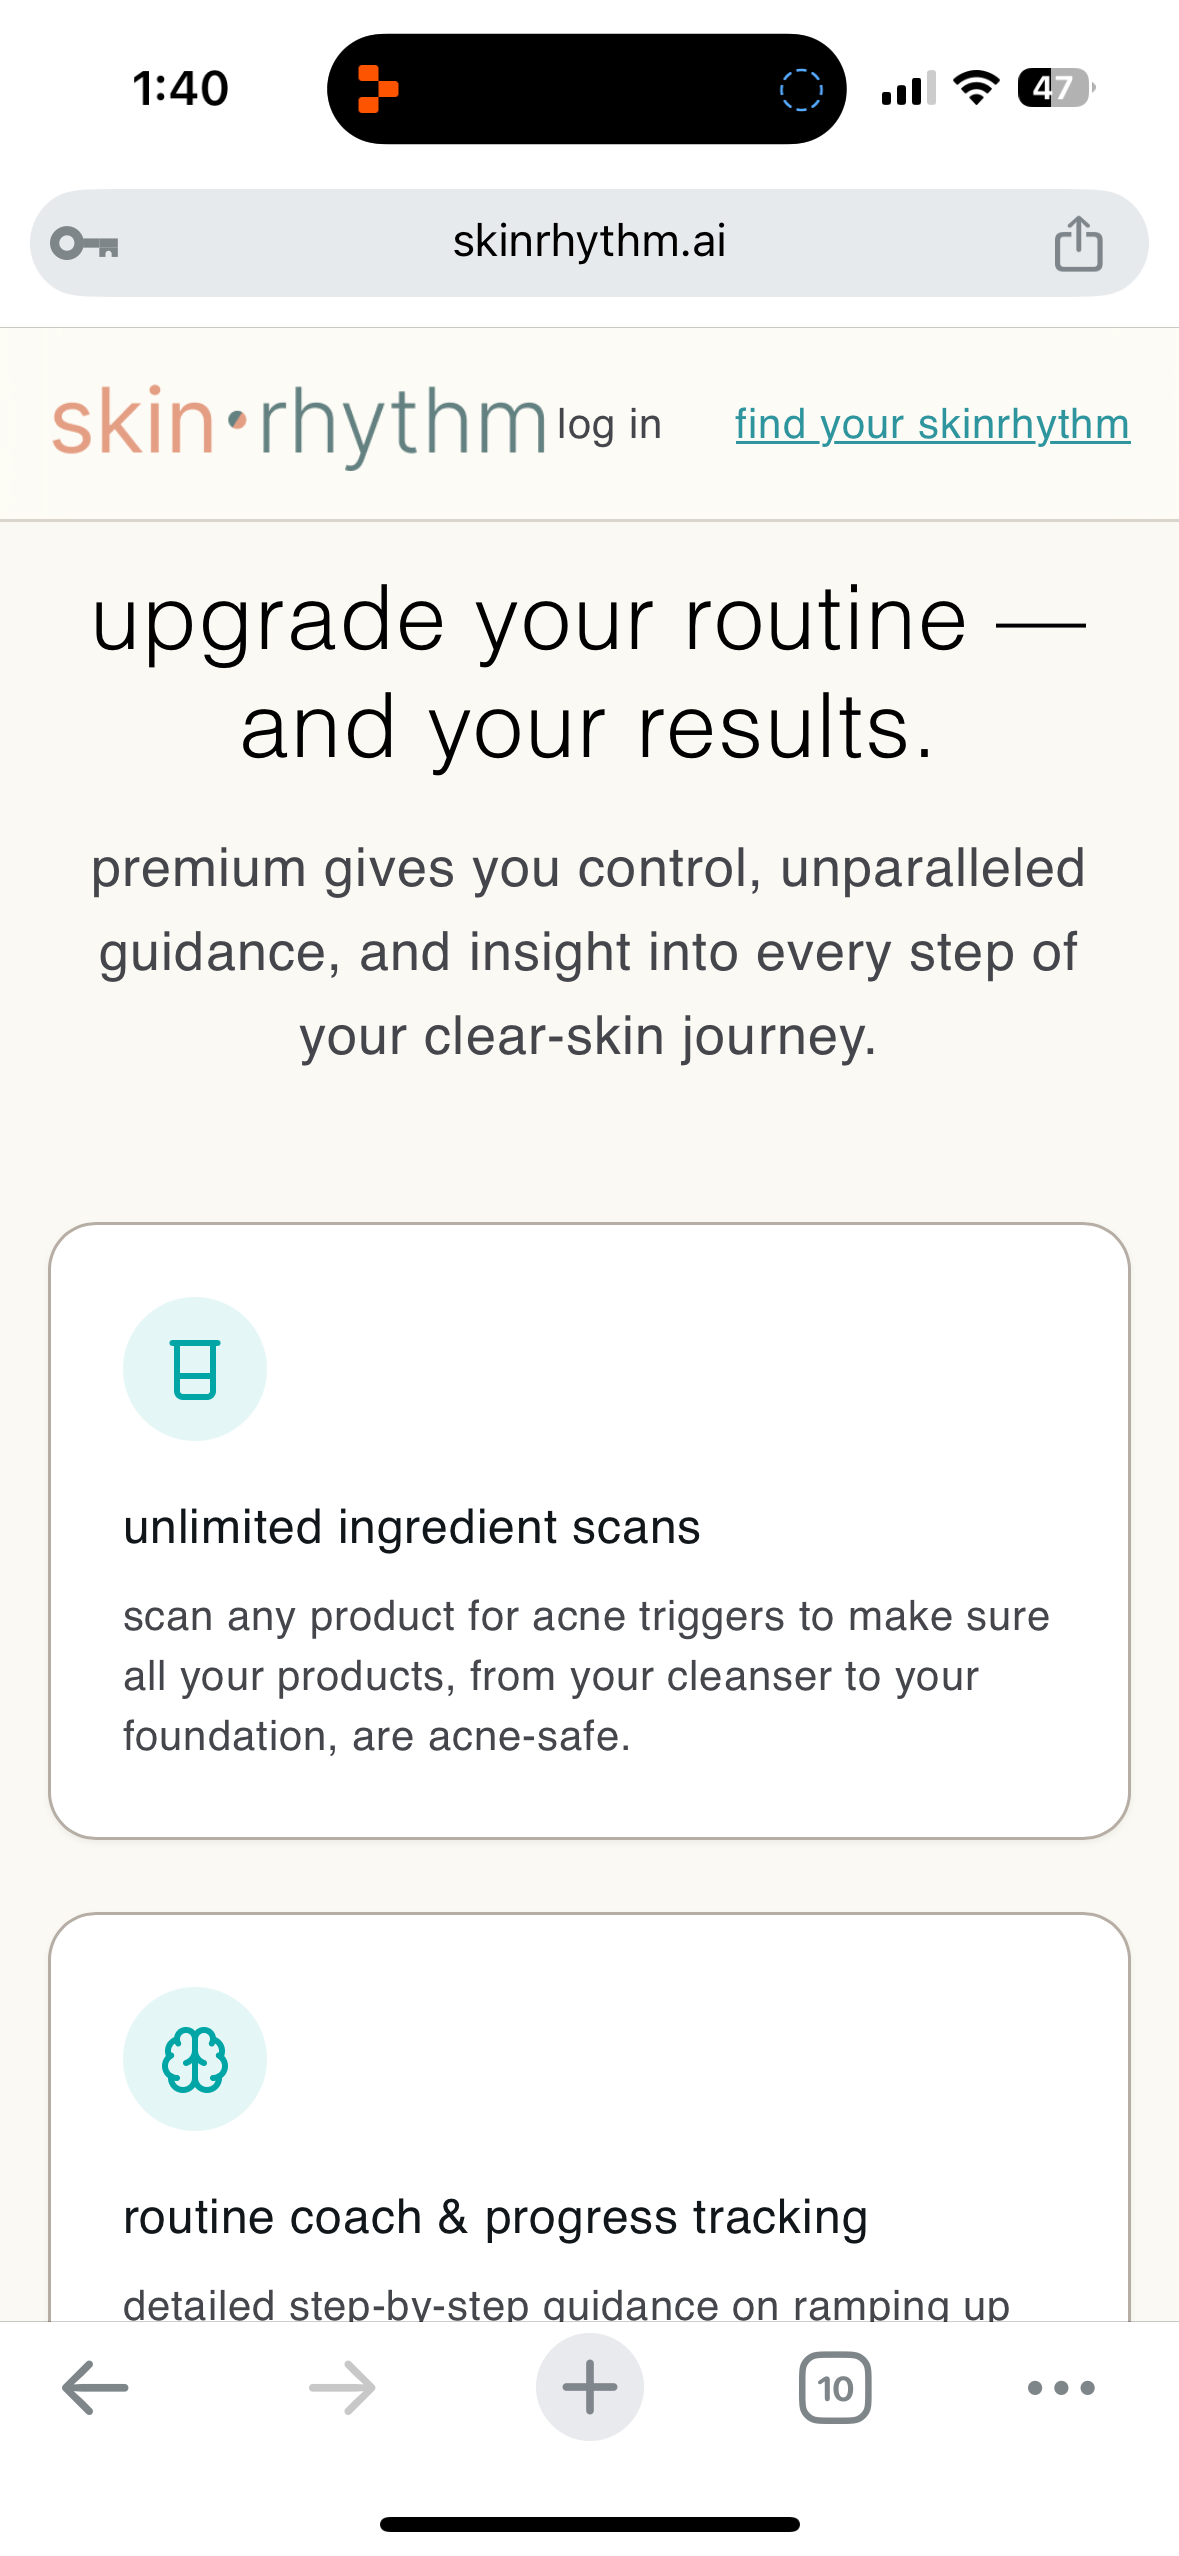 1:40
47
skinrhythm.ai
skin•rhythm log in find your skinrhythm
upgrade your routine —
and your results.
premium gives you control, unparalleled
guidance, and insight into every step of
your clear-skin journey.
unlimited ingredient scans
scan any product for acne triggers to make sure
all your products, from your cleanser to your
foundation, are acne-safe.
routine coach & progress tracking
detailed step-by-step guidance on ramping up
10